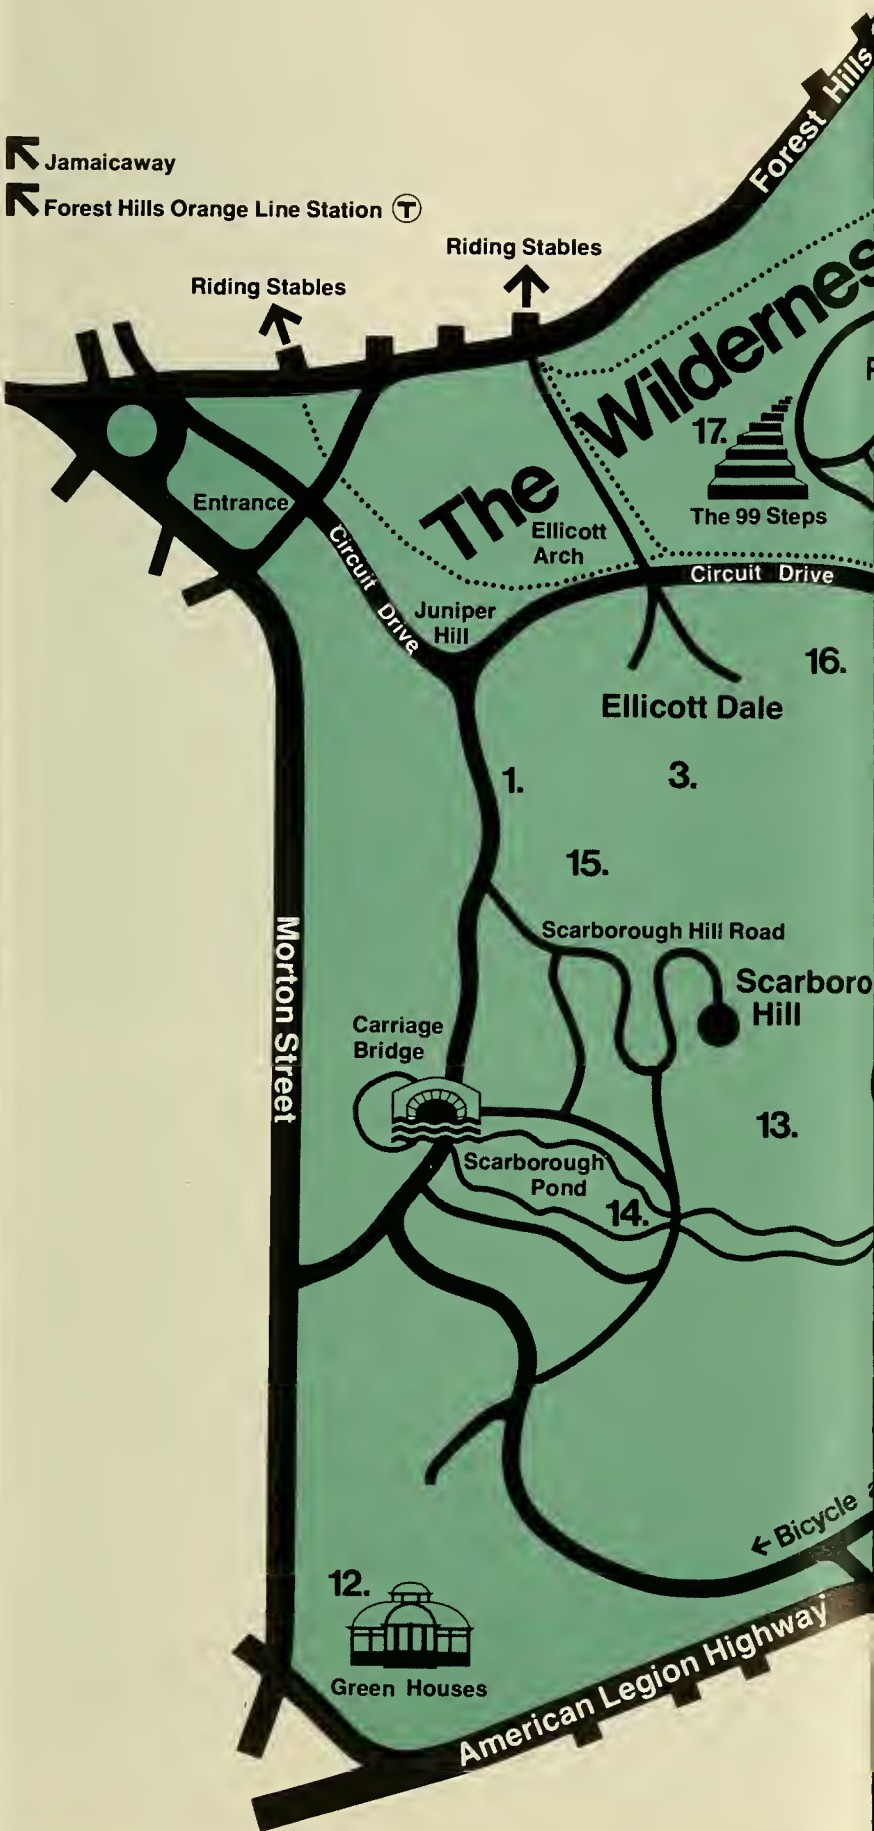 Forest Hills
Jamaicaway
Forest Hills Orange Line Station T
Riding Stables
Riding Stables
The Wildernes
17.
The 99 Steps
Entrance
Ellicott
Arch
Circuit Drive
Circuit Drive
Juniper
Hill
16.
Ellicott Dale
1.
3.
15.
Scarborough Hill Road
Scarboro
Hill
Morton Street
Carriage
Bridge
13.
Scarborough
Pond
14.
Bicycle
12.
Green Houses
American Legion Highway